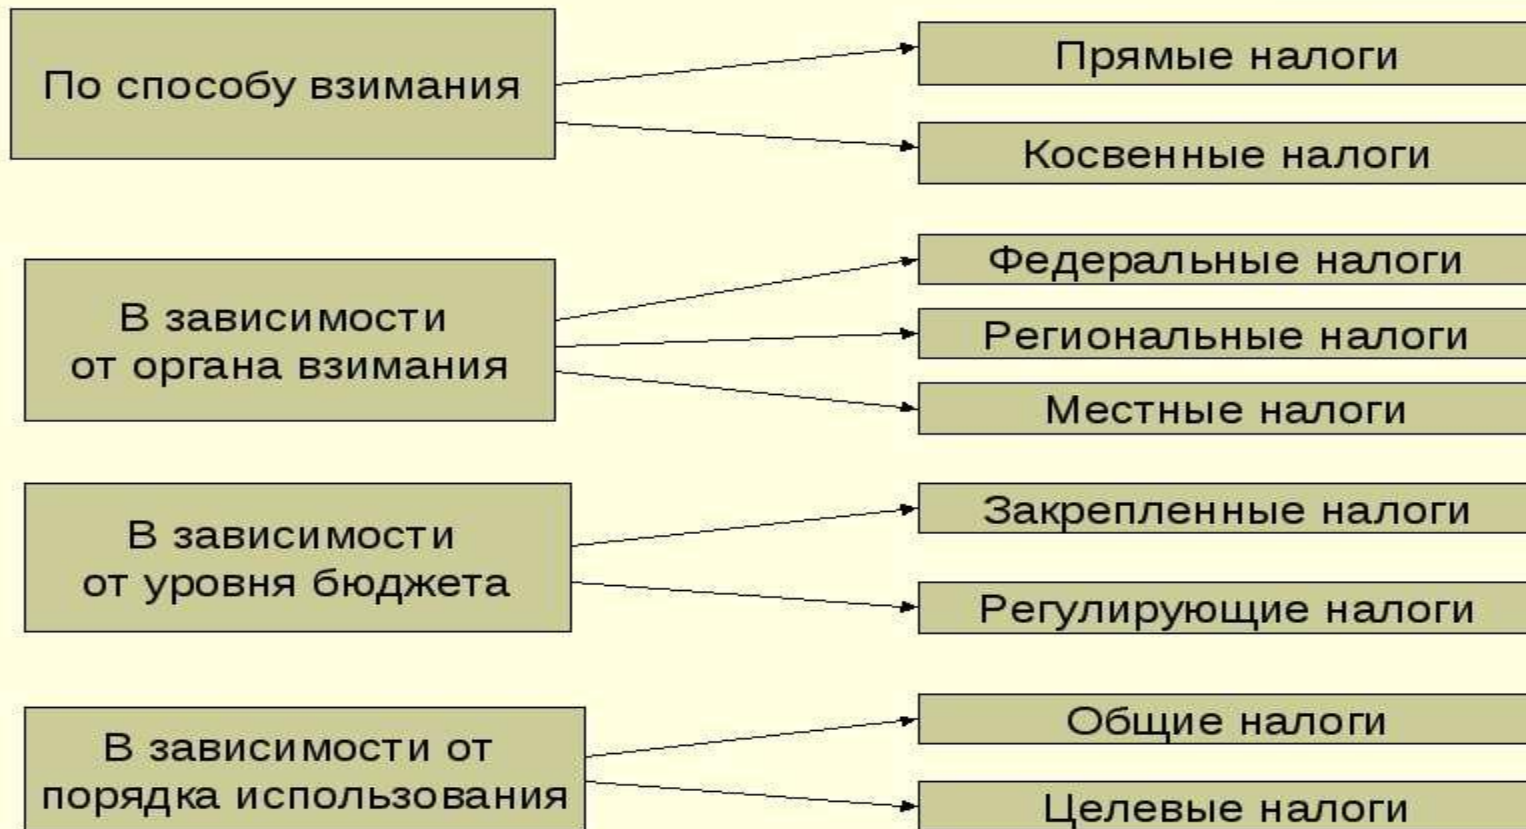 По способу взимания
Прямые налоги
Косвенные налоги
В зависимости
от органа взимания
Федеральные налоги
Региональные налоги
Местные налоги
В зависимости
от уровня бюджета
Закрепленные налоги
Регулирующие налоги
В зависимости от
порядка использования
Общие налоги
Целевые налоги